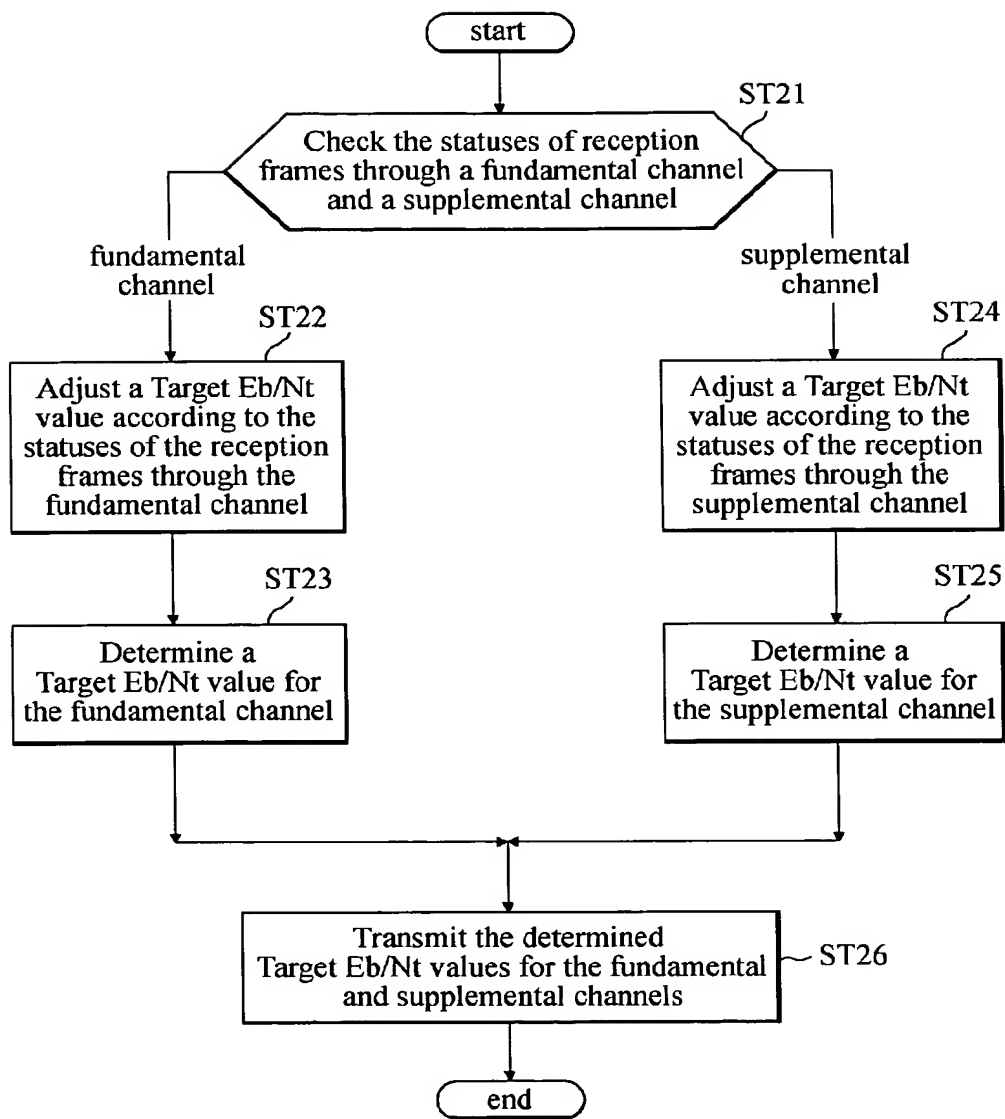 start
ST21
Check the statuses of reception
frames through a fundamental channel
and a supplemental channel
fundamental
channel
supplemental
channel
ST22
Adjust a Target Eb/Nt
value according to the
statuses of the reception
frames through the
fundamental channel
ST24
Adjust a Target Eb/Nt
value according to the
statuses of the reception
frames through the
supplemental channel
ST23
Determine a
Target Eb/Nt value for
the fundamental channel
ST25
Determine a
Target Eb/Nt value for
the supplemental channel
Transmit the determined
Target Eb/Nt values for the fundamental
and supplemental channels
ST26
end